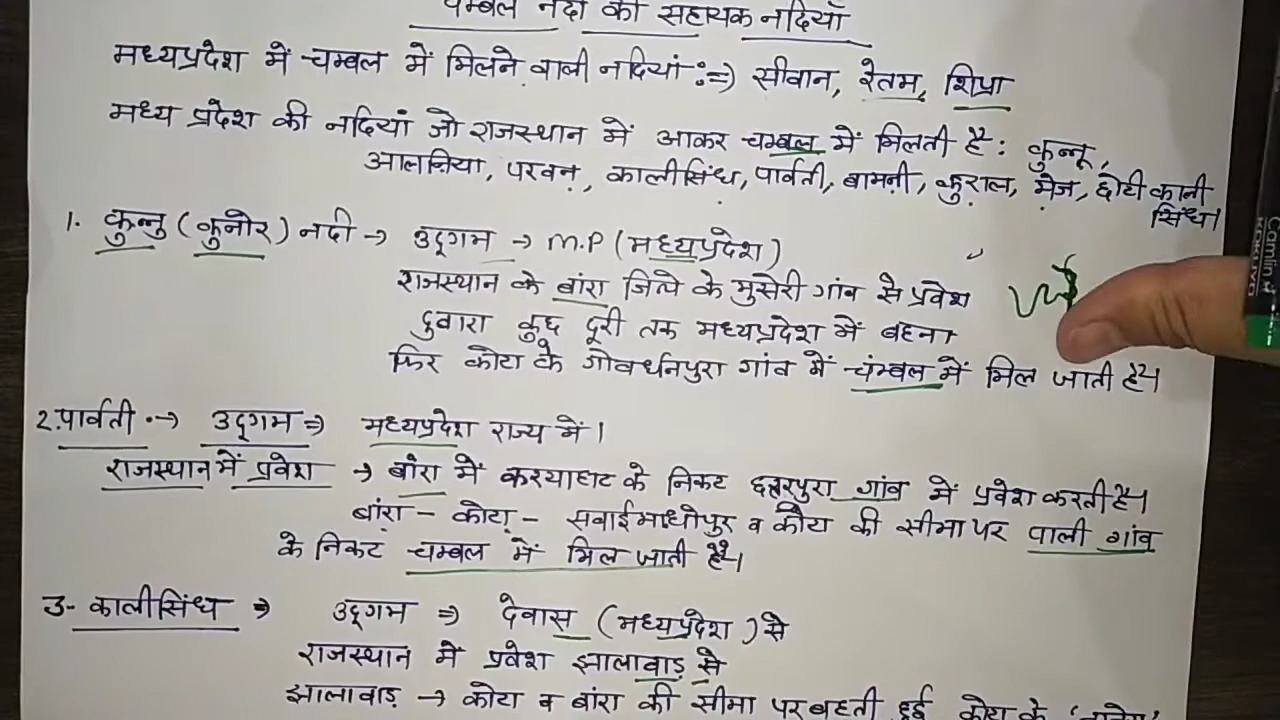 चम्बल नदी की सहायक नदियाँ
मध्यप्रदेश में चम्बल में मिलने वाली नदियां :⇒ सीवान, रेतम, शिप्रा
मध्य प्रदेश की नदियां जो राजस्थान में आकर चम्बल में मिलती है : कुन्नू,
आलनिया, परवन, कालीसिंध, पार्वती, बामनी, कुराल, मेज, छोटी काली
सिंध।
1. कुन्नु (कुनोर) नदी → उद्गम → M.P (मध्यप्रदेश)
राजस्थान के बांरा जिले के मुसेरी गांव से प्रवेश
दुवारा कुछ दूरी तक मध्यप्रदेश में बहना
फिर कोटा के गोवर्धनपुरा गांव में चंम्बल में मिल जाती है।
2. पार्वती → उद्गम ⇒ मध्यप्रदेश राज्य में।
राजस्थान में प्रवेश → बांरा में करयाहाट के निकट छतरपुरा गांव में प्रवेश करती है।
बांरा - कोटा - सवाईमाधोपुर व कोटा की सीमा पर पाली गांव
के निकट चम्बल में मिल जाती है।
3- कालीसिंध ⇒ उद्गम ⇒ देवास (मध्यप्रदेश) से
राजस्थान में प्रवेश झालावाड़ से
झालावाड़ → कोटा व बांरा की सीमा पर बहती हुई कोटा के
Camlin
KOKUYO